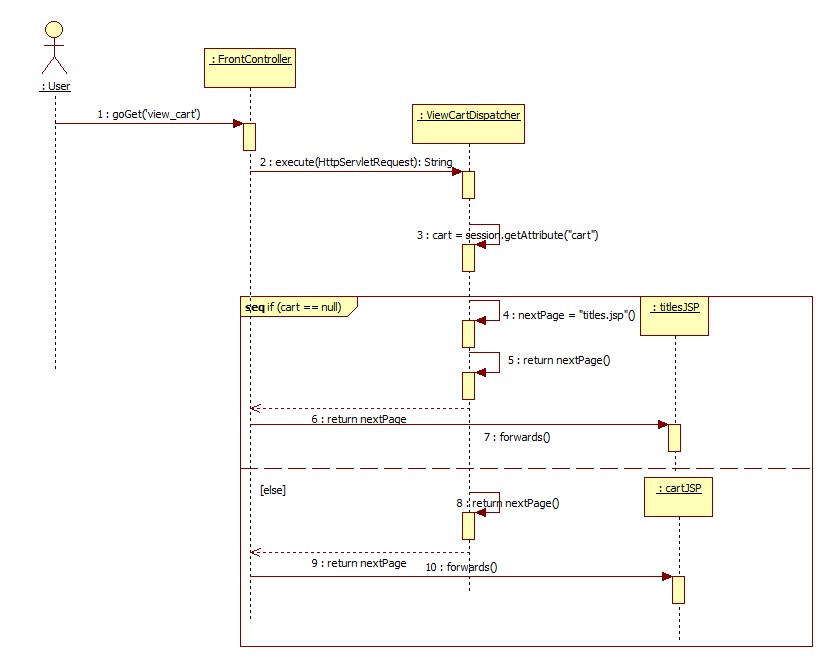 : User
: FrontController
1 : goGet('view_cart')
: ViewCartDispatcher
2 : execute(HttpServletRequest): String
3 : cart = session.getAttribute("cart")
seq if (cart == null)
4 : nextPage = "titles.jsp"()
: titlesJSP
5 : return nextPage()
6 : return nextPage
7 : forwards()
[else]
8 : return nextPage()
: cartJSP
9 : return nextPage
10 : forwards()